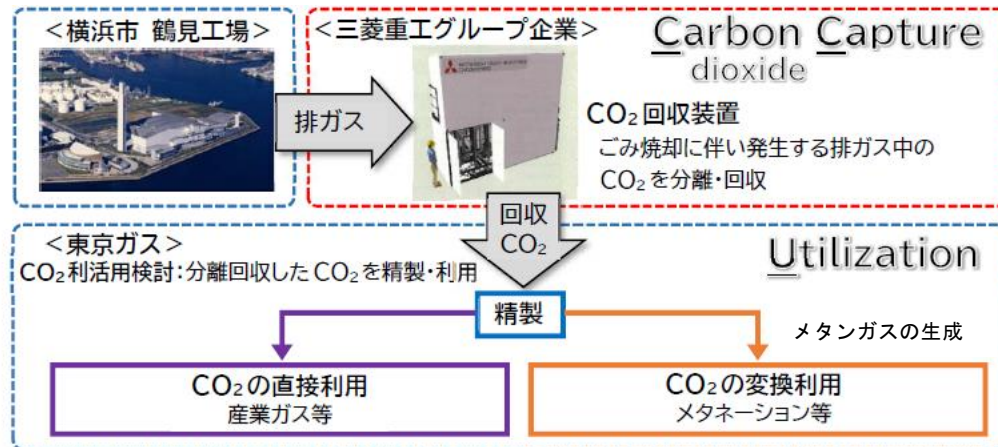 <横浜市 鶴見工場>
<三菱重工グループ企業>
Carbon Capture
dioxide
排ガス
CO₂回収装置
ごみ焼却に伴い発生する排ガス中の
CO₂を分離・回収
回収
CO₂
<東京ガス>
Utilization
CO₂利活用検討:分離回収したCO₂を精製・利用
精製
メタンガスの生成
CO₂の直接利用
産業ガス等
CO₂の変換利用
メタネーション等